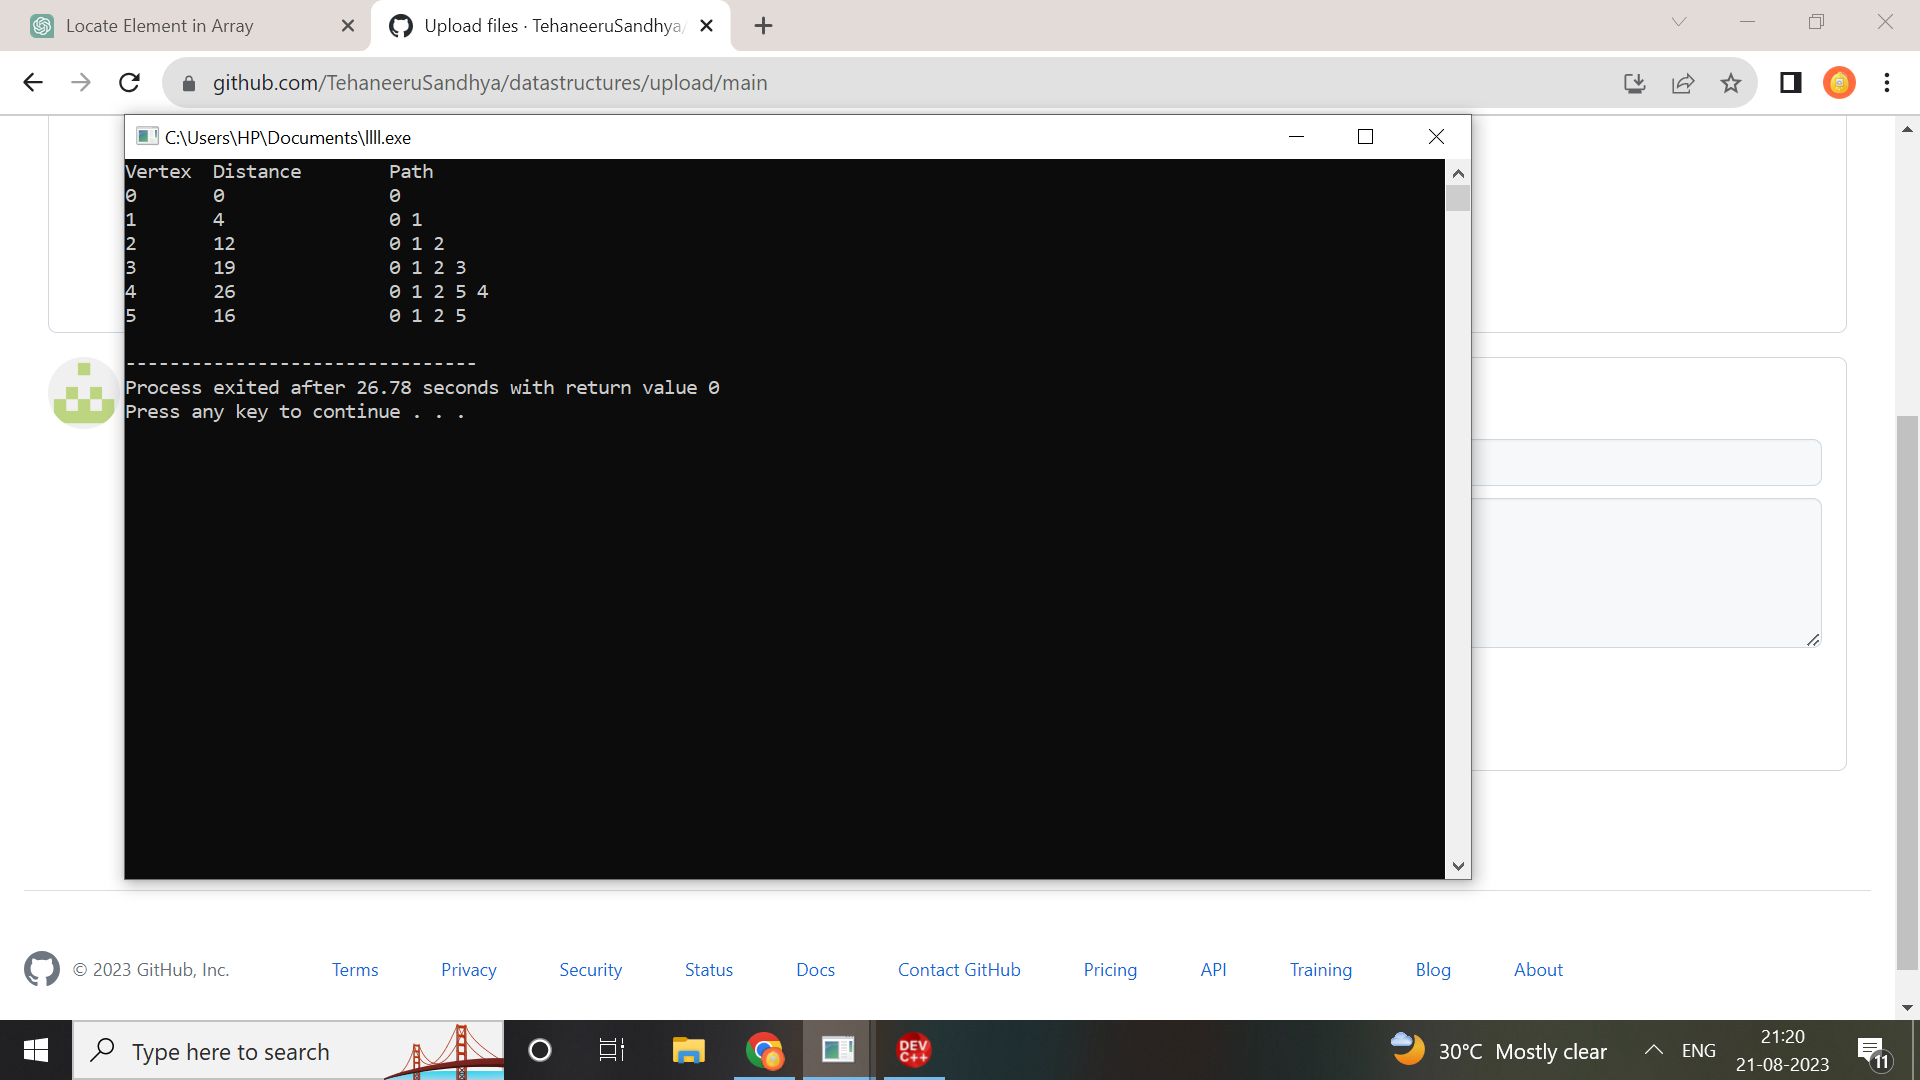 Locate Element in Array
Upload files · TehaneeruSandhya/
github.com/TehaneeruSandhya/datastructures/upload/main
C:\Users\HP\Documents\llll.exe
Vertex Distance Path
0 0 0
1 4 0 1
2 12 0 1 2
3 19 0 1 2 3
4 26 0 1 2 5 4
5 16 0 1 2 5
--------------------------------
Process exited after 26.78 seconds with return value 0
Press any key to continue . . .
© 2023 GitHub, Inc. Terms Privacy Security Status Docs Contact GitHub Pricing API Training Blog About
Type here to search
DEV C++
30°C Mostly clear
ENG
21:20
21-08-2023
11